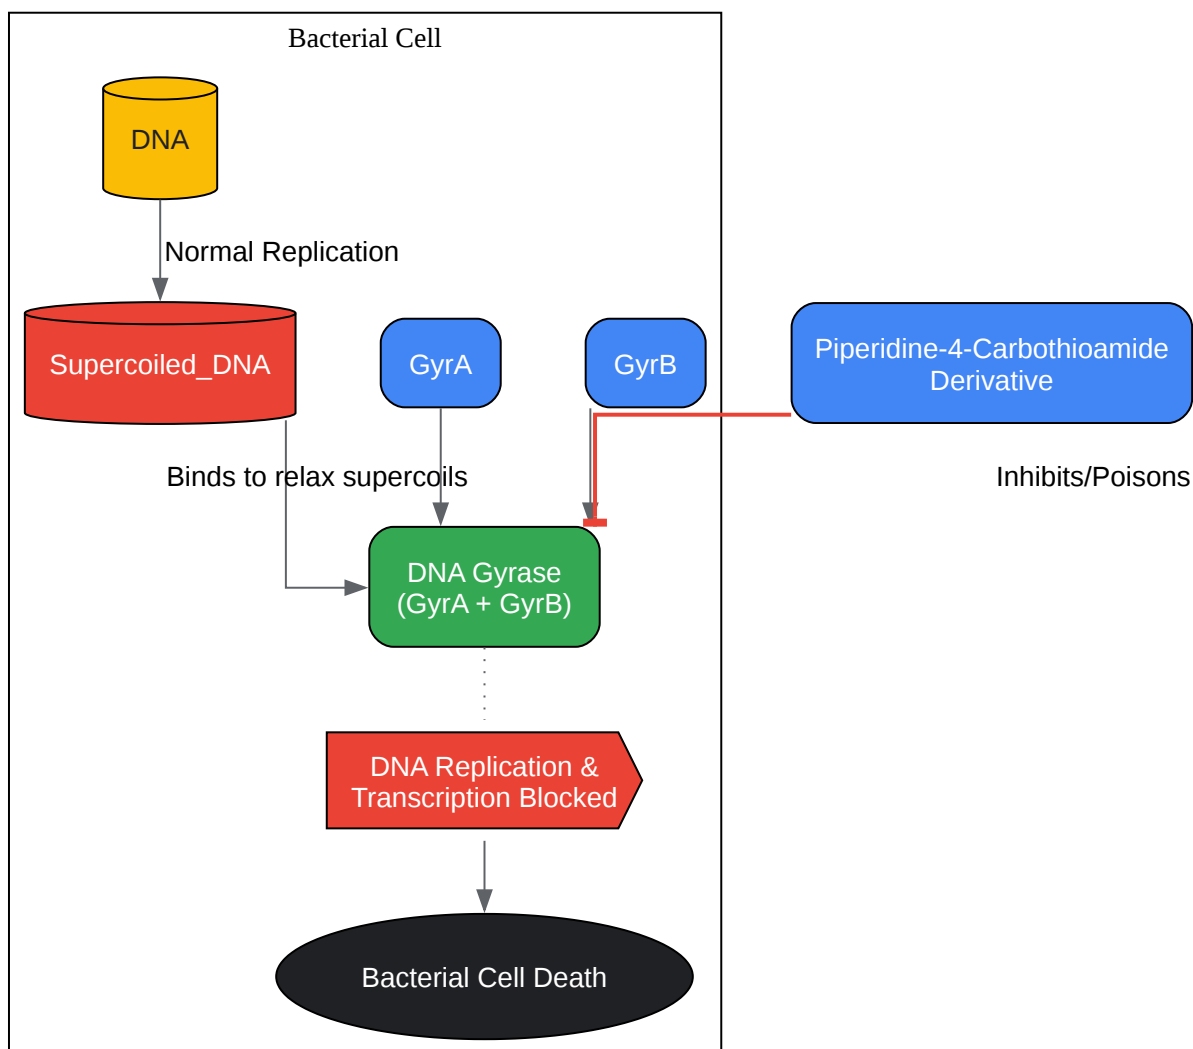 Bacterial Cell
DNA
Normal Replication
Supercoiled_DNA
GyrA
GyrB
Piperidine-4-Carbothioamide
Derivative
Binds to relax supercoils
Inhibits/Poisons
DNA Gyrase
(GyrA + GyrB)
DNA Replication &
Transcription Blocked
Bacterial Cell Death